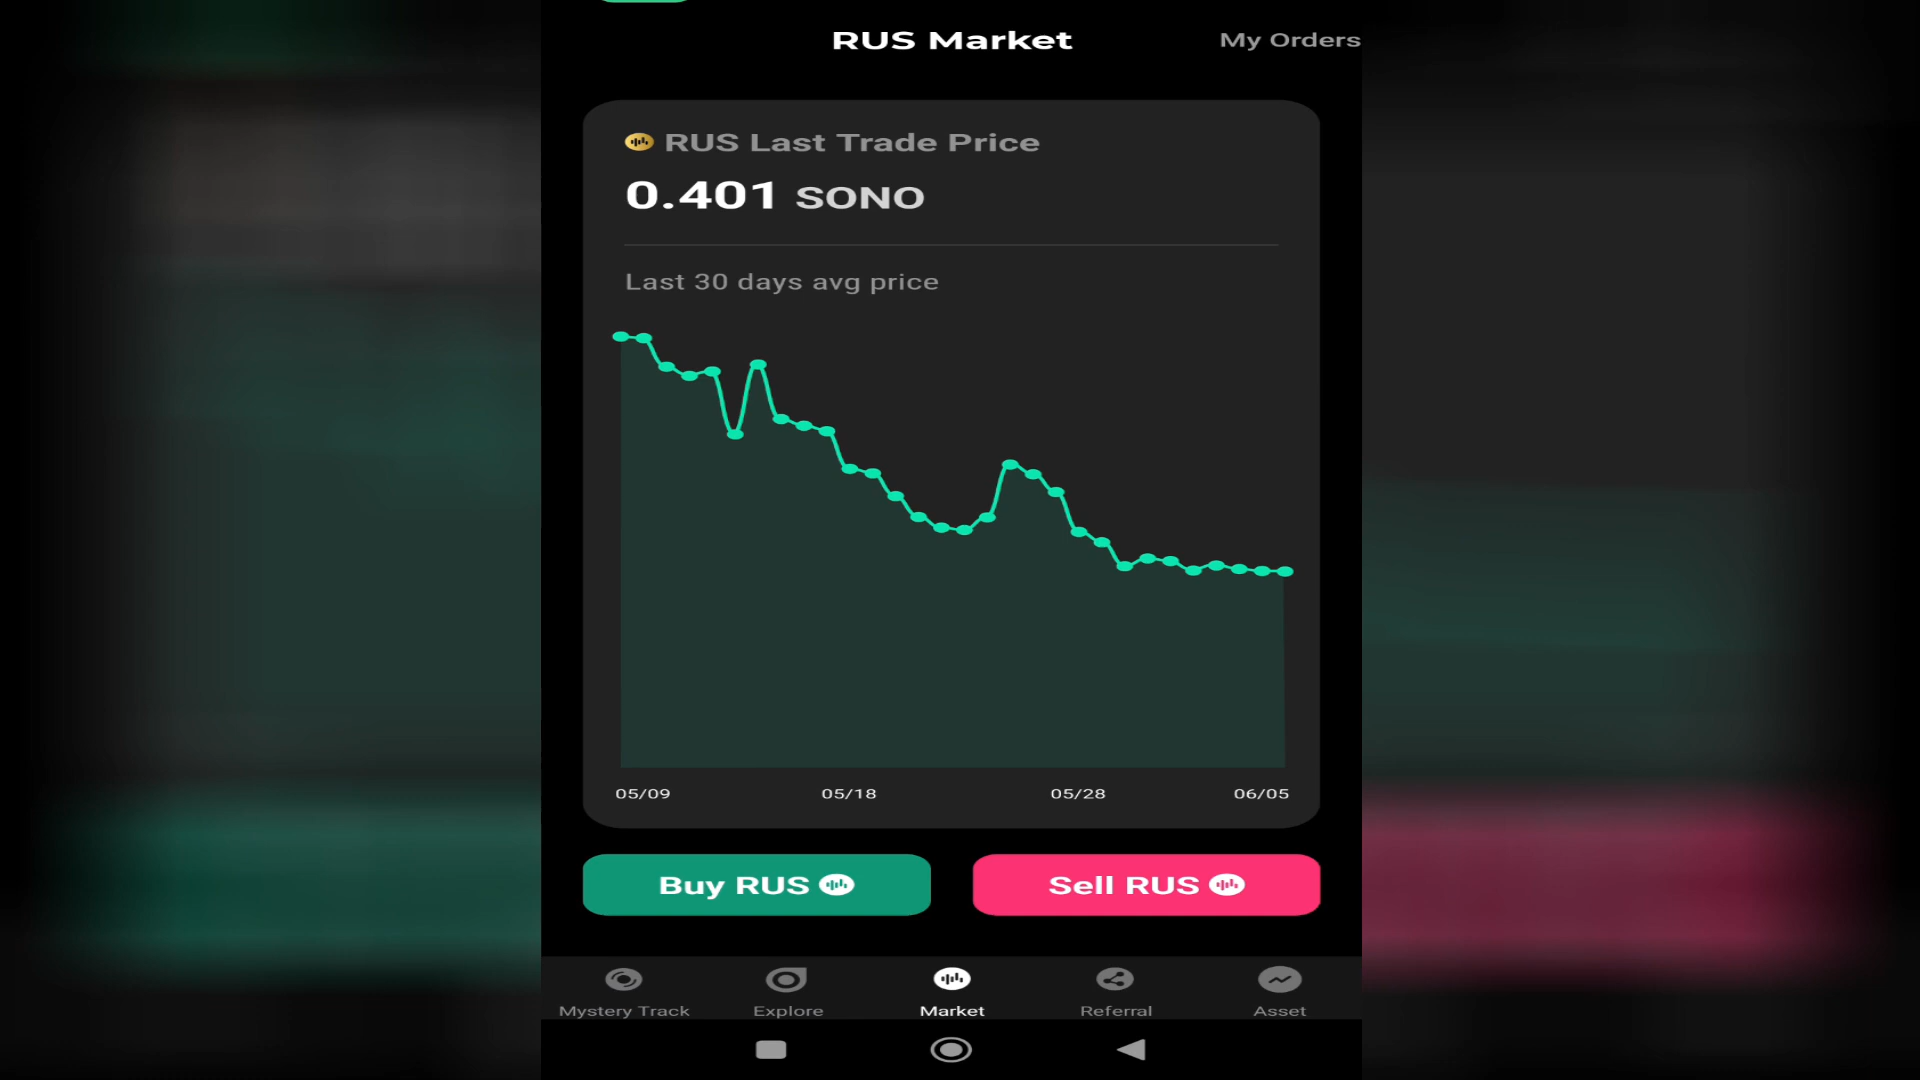 RUS Market
My Orders
RUS Last Trade Price
0.401 SONO
Last 30 days avg price
05/09 05/18 05/28 06/05
Buy RUS
Sell RUS
Mystery Track
Explore
Market
Referral
Asset